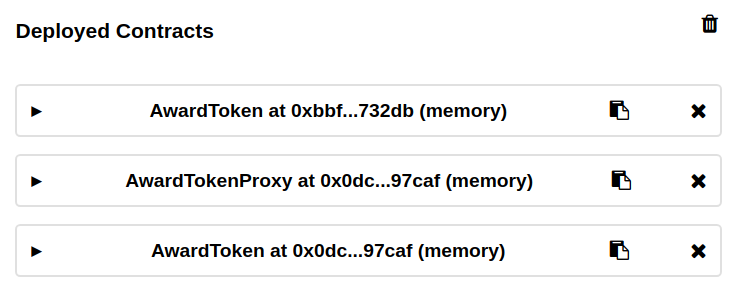 Deployed Contracts
AwardToken at 0xbbf...732db (memory)
AwardTokenProxy at 0x0dc...97caf (memory)
AwardToken at 0x0dc...97caf (memory)